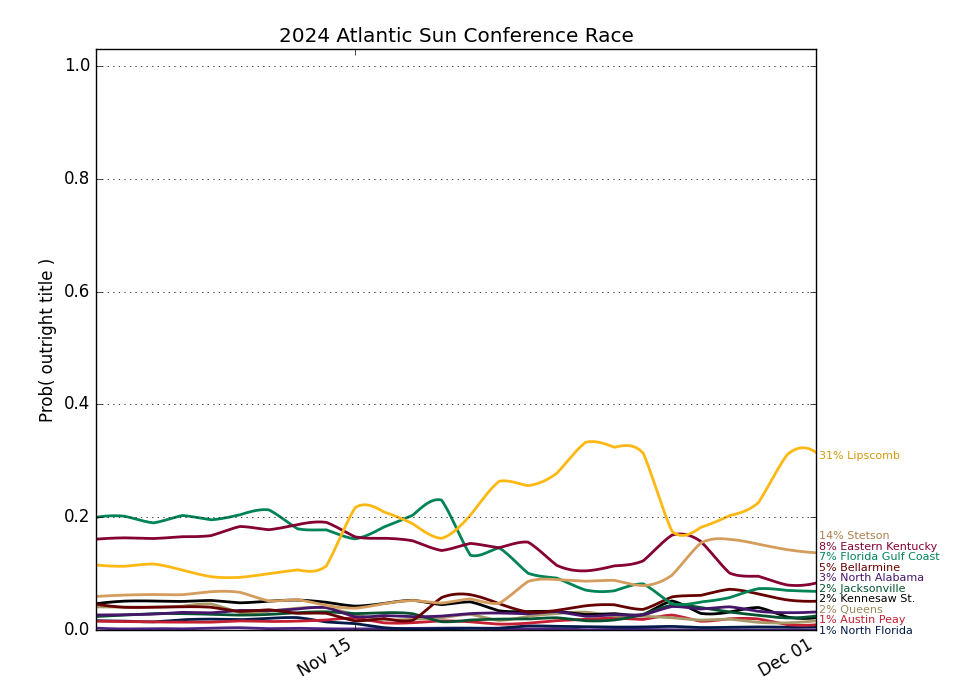 2024 Atlantic Sun Conference Race
Prob( outright title )
1.0
0.8
0.6
0.4
0.2
0.0
Nov 15
Dec 01
31% Lipscomb
14% Stetson
8% Eastern Kentucky
7% Florida Gulf Coast
5% Bellarmine
3% North Alabama
2% Jacksonville
2% Kennesaw St.
2% Queens
1% Austin Peay
1% North Florida